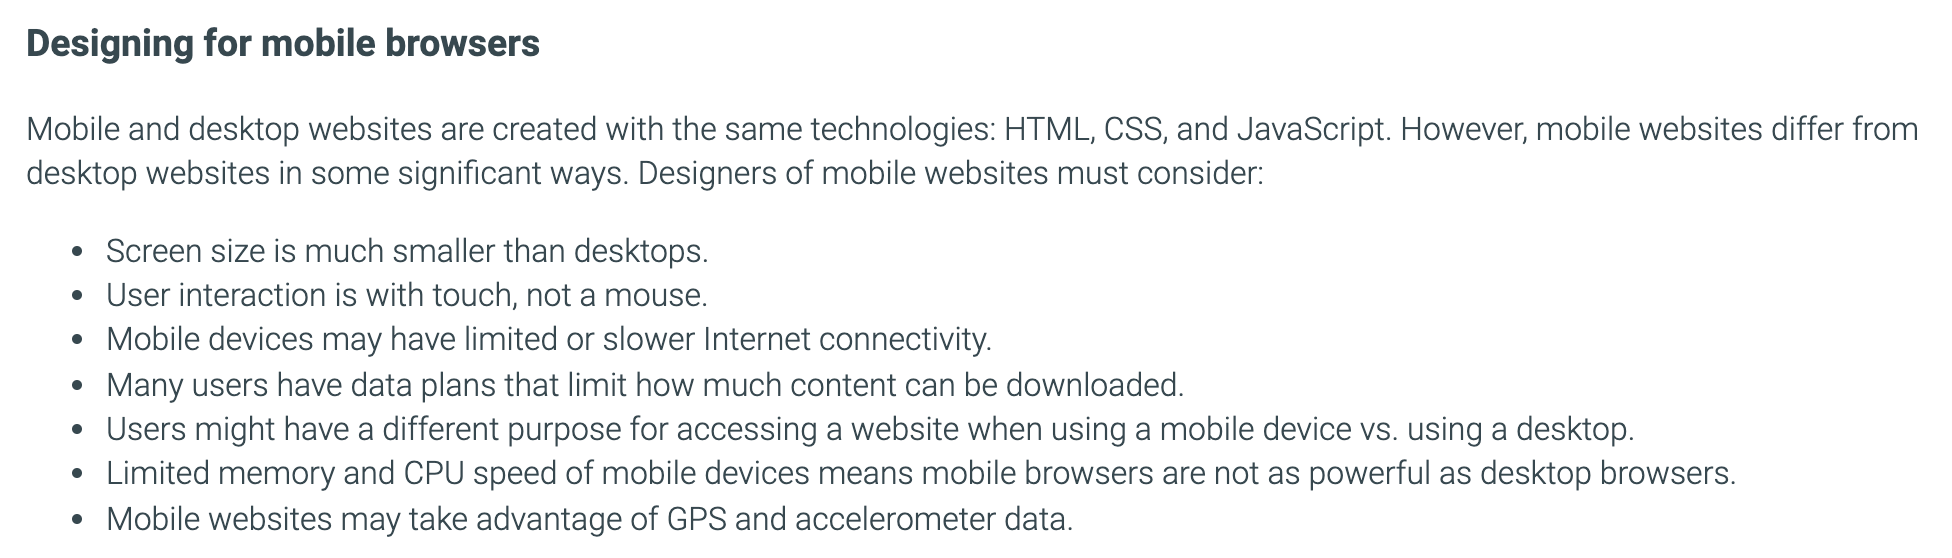 Designing for mobile browsers
Mobile and desktop websites are created with the same technologies: HTML, CSS, and JavaScript. However, mobile websites differ from
desktop websites in some significant ways. Designers of mobile websites must consider:
• Screen size is much smaller than desktops.
• User interaction is with touch, not a mouse.
• Mobile devices may have limited or slower Internet connectivity.
• Many users have data plans that limit how much content can be downloaded.
• Users might have a different purpose for accessing a website when using a mobile device vs. using a desktop.
• Limited memory and CPU speed of mobile devices means mobile browsers are not as powerful as desktop browsers.
• Mobile websites may take advantage of GPS and accelerometer data.